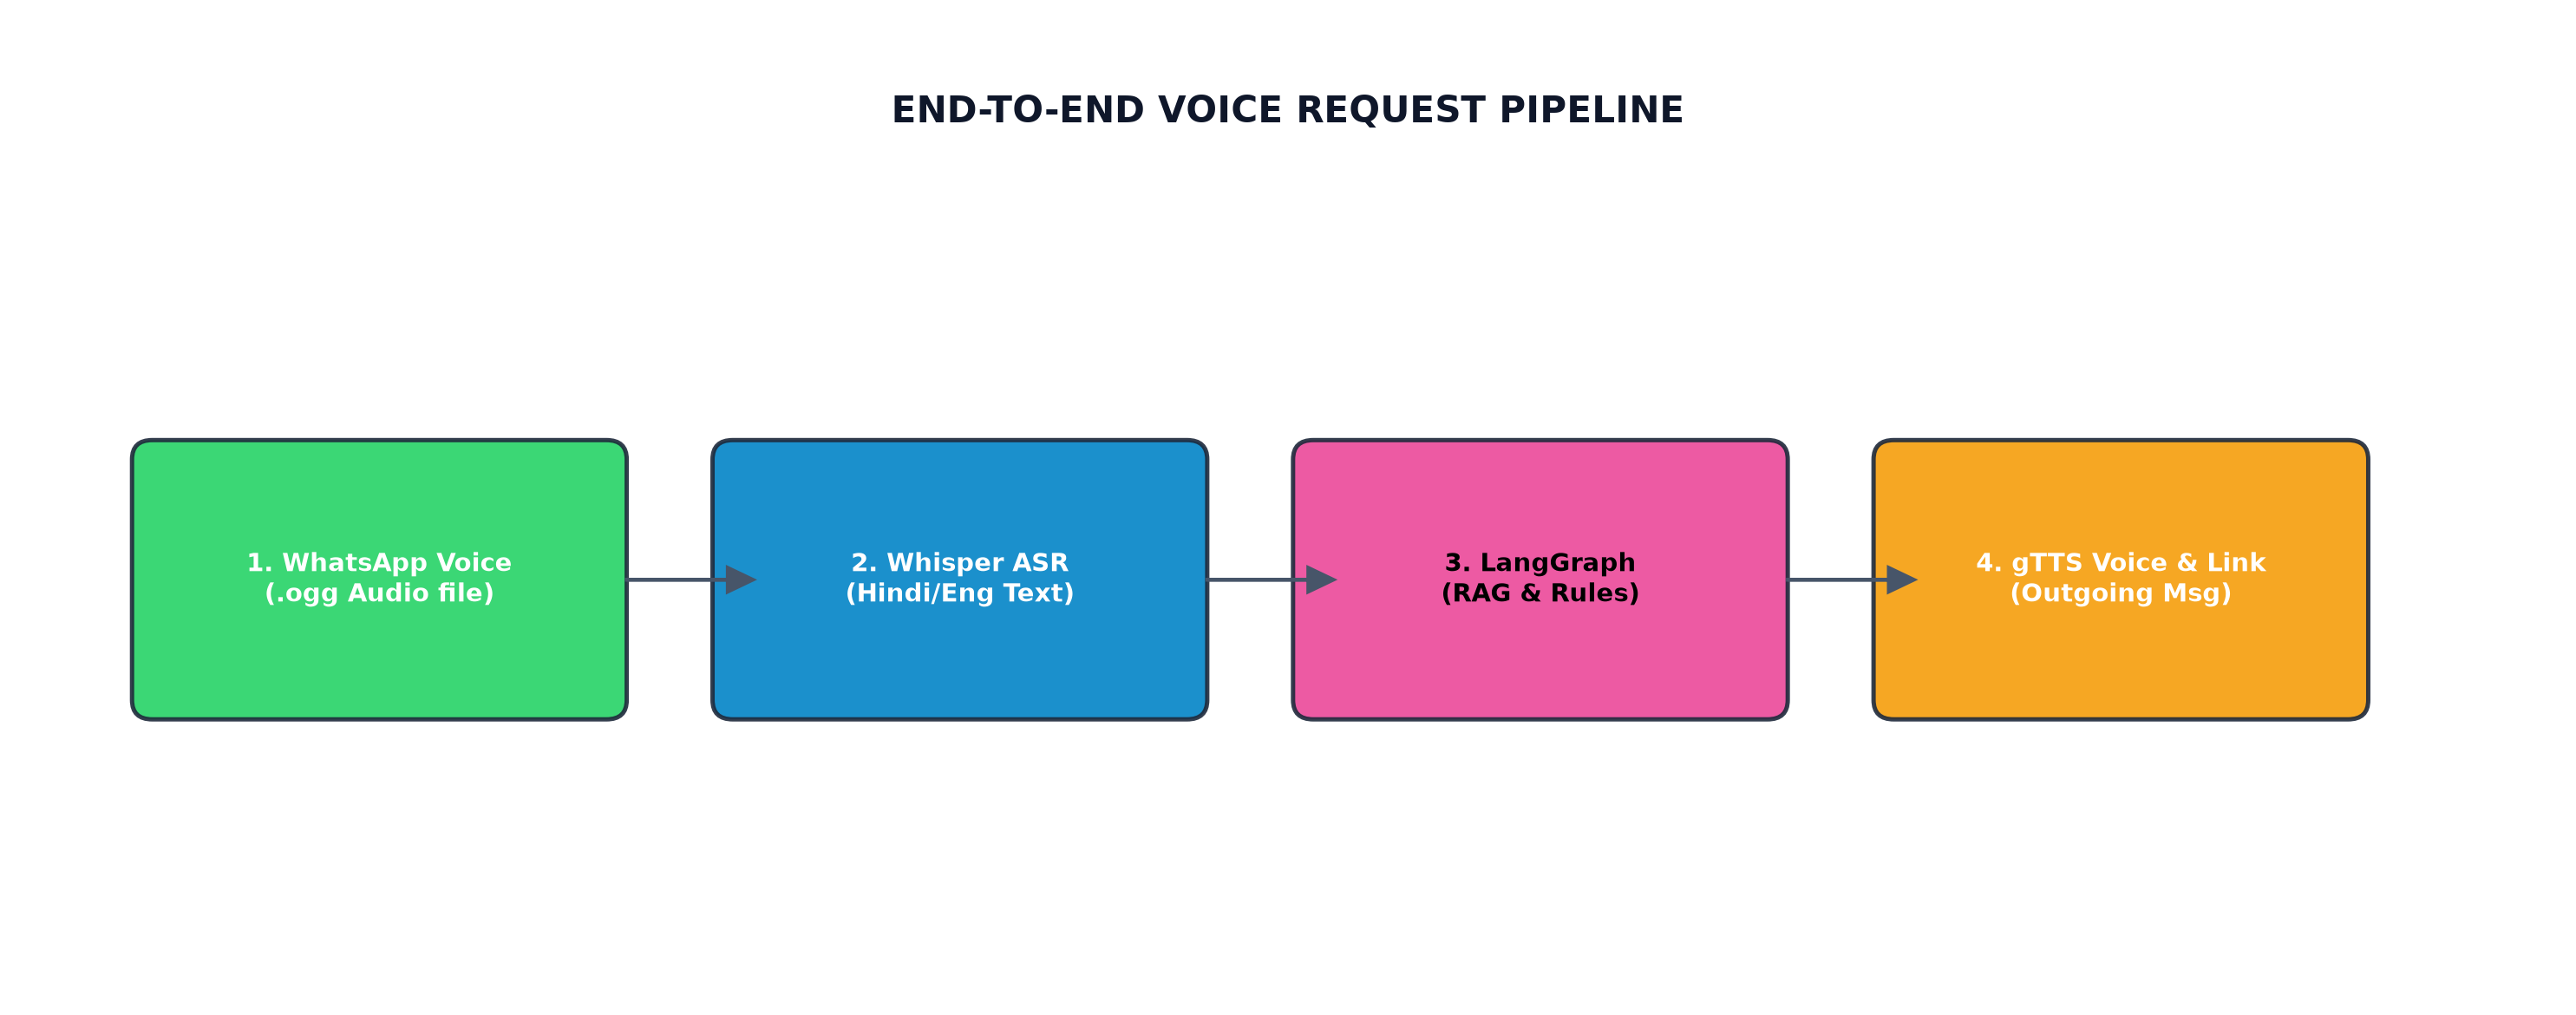 END-TO-END VOICE REQUEST PIPELINE
1. WhatsApp Voice
(.ogg Audio file)
2. Whisper ASR
(Hindi/Eng Text)
3. LangGraph
(RAG & Rules)
4. gTTS Voice & Link
(Outgoing Msg)